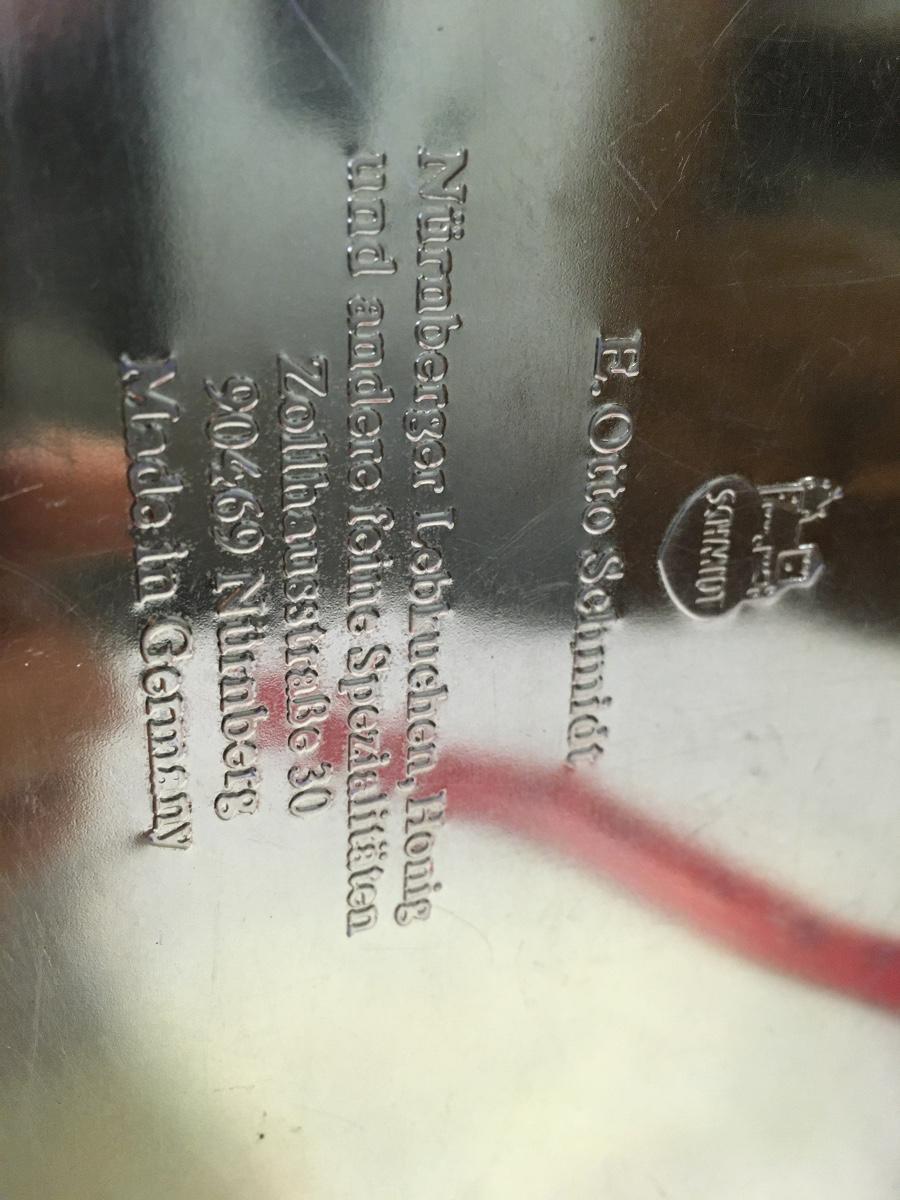 SCHMIDT
E. Otto Schmidt
Nürnberger Lebkuchen, Honig
und andere feine Spezialitäten
Zollhausstraße 30
90469 Nürnberg
Made in Germany